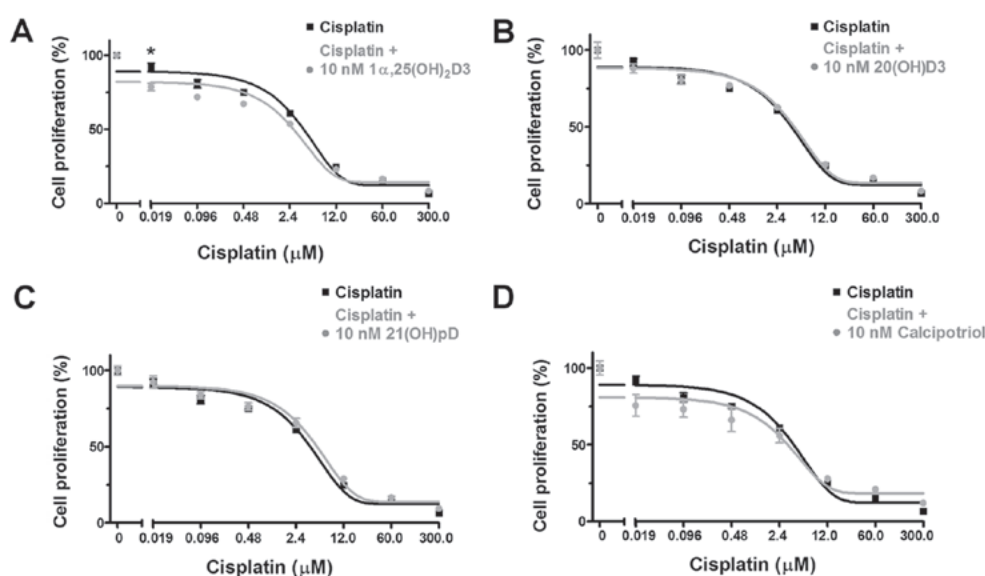 A
Cisplatin
Cisplatin +
10 nM 1α,25(OH)₂D3
*
Cell proliferation (%)
100
50
0
0 0.019 0.096 0.48 2.4 12.0 60.0 300.0
Cisplatin (μM)
B
Cisplatin
Cisplatin +
10 nM 20(OH)D3
Cell proliferation (%)
100
50
0
0 0.019 0.096 0.48 2.4 12.0 60.0 300.0
Cisplatin (μM)
C
Cisplatin
Cisplatin +
10 nM 21(OH)pD
Cell proliferation (%)
100
50
0
0 0.019 0.096 0.48 2.4 12.0 60.0 300.0
Cisplatin (μM)
D
Cisplatin
Cisplatin +
10 nM Calcipotriol
Cell proliferation (%)
100
50
0
0 0.019 0.096 0.48 2.4 12.0 60.0 300.0
Cisplatin (μM)